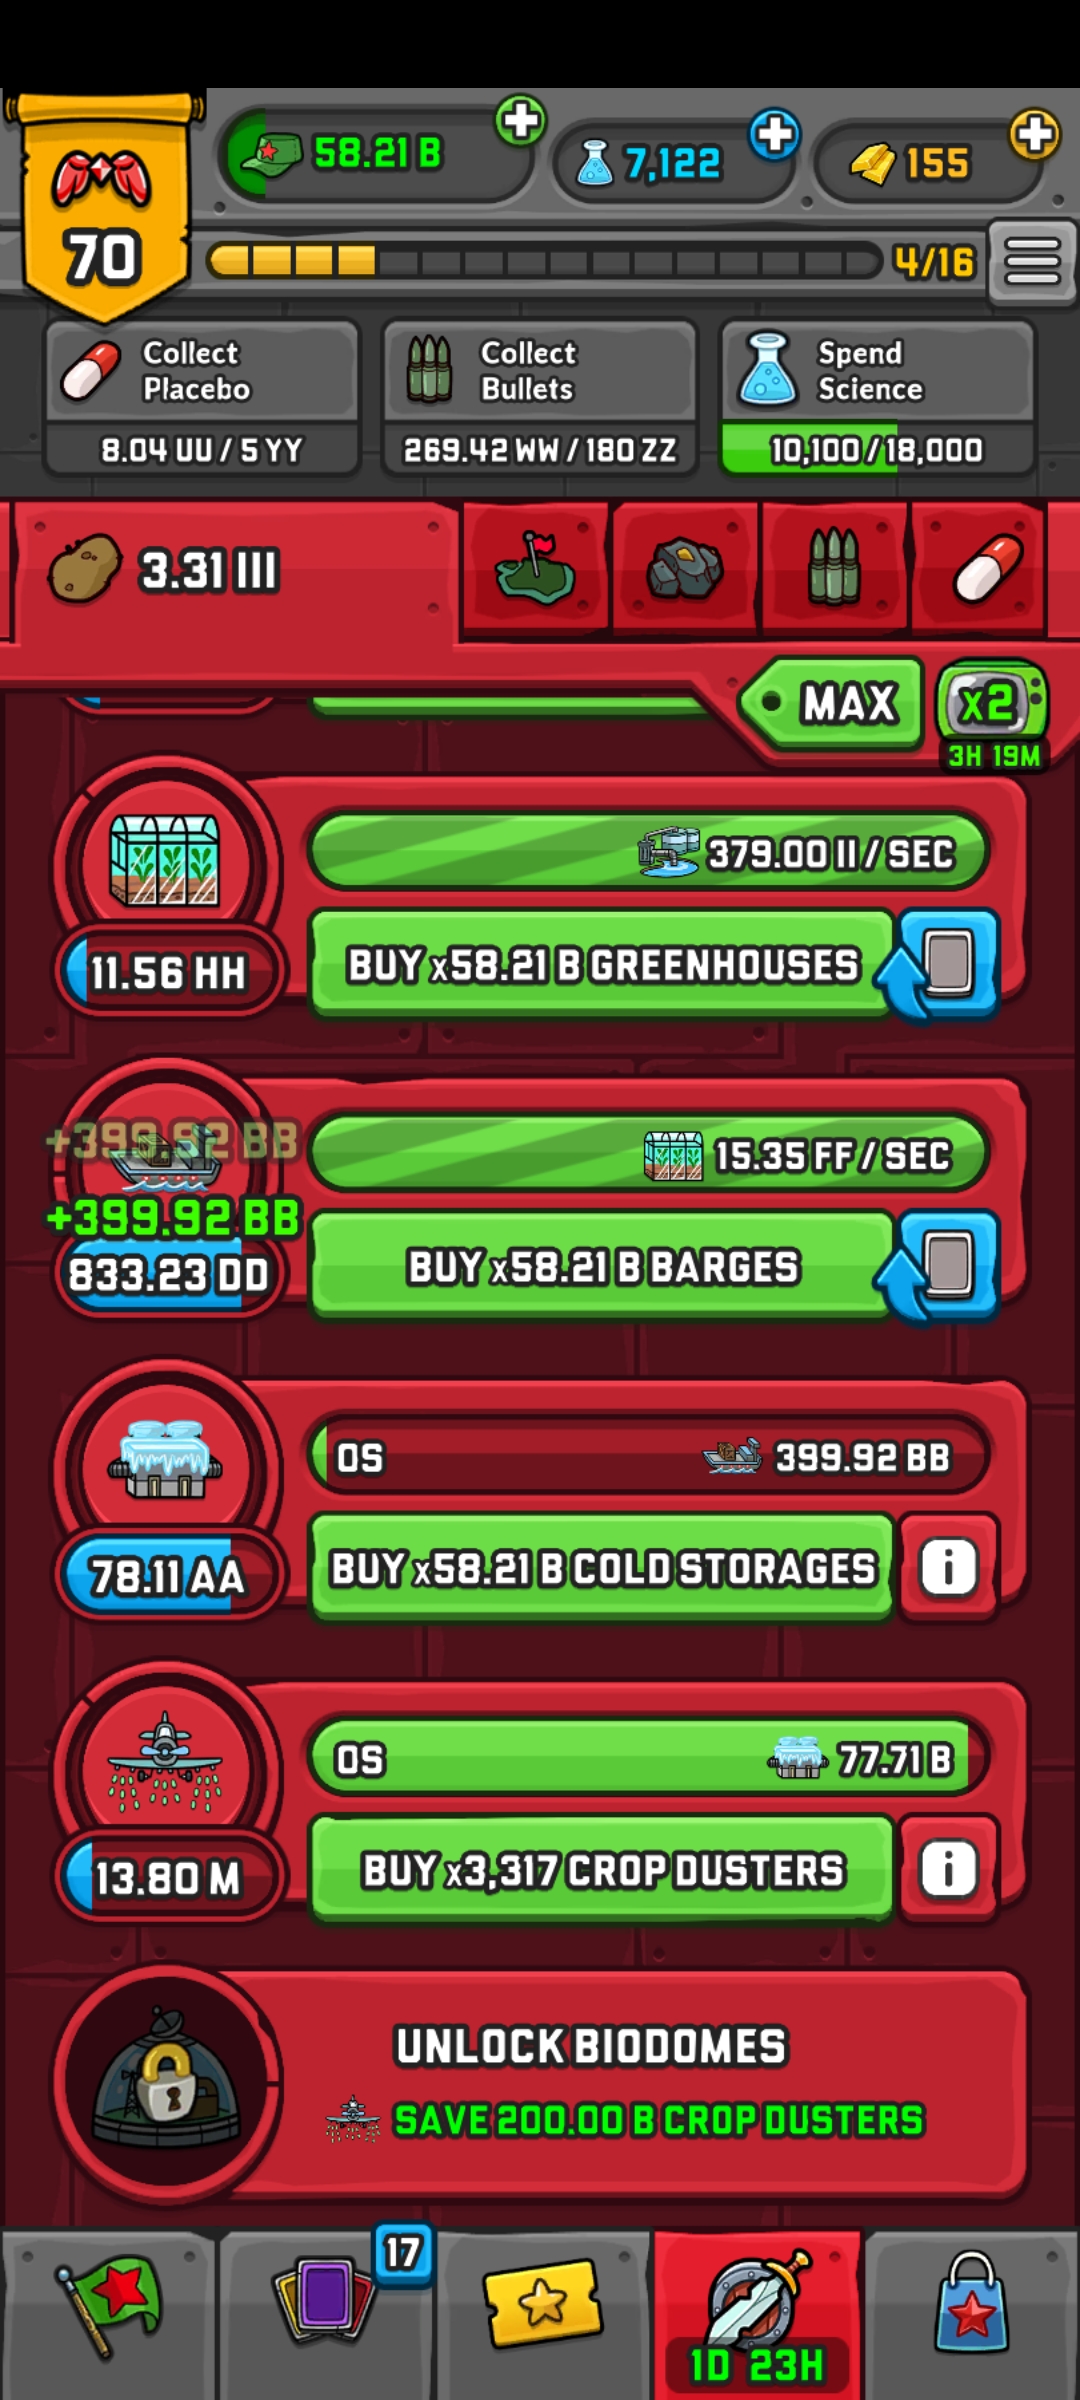 58.21 B
7,122
155
70
4/16
Collect
Placebo
8.04 UU / 5 YY
Collect
Bullets
269.42 WW / 180 ZZ
Spend
Science
10,100 / 18,000
3.31 III
MAX
x2
3H 19M
379.00 II / SEC
11.56 HH
BUY x58.21 B GREENHOUSES
+399.92 BB
15.35 FF / SEC
+399.92 BB
833.23 DD
BUY x58.21 B BARGES
0S
399.92 BB
78.11 AA
BUY x58.21 B COLD STORAGES
i
0S
77.71 B
13.80 M
BUY x3,317 CROP DUSTERS
i
UNLOCK BIODOMES
SAVE 200.00 B CROP DUSTERS
17
1D 23H